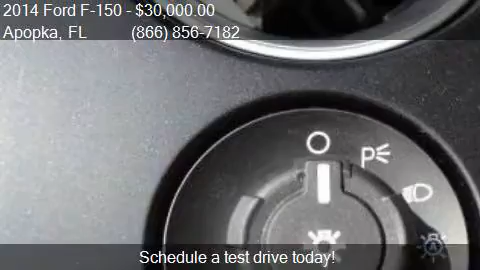 2014 Ford F-150 - $30,000.00
Apopka, FL (866) 856-7182
P
Schedule a test drive today!